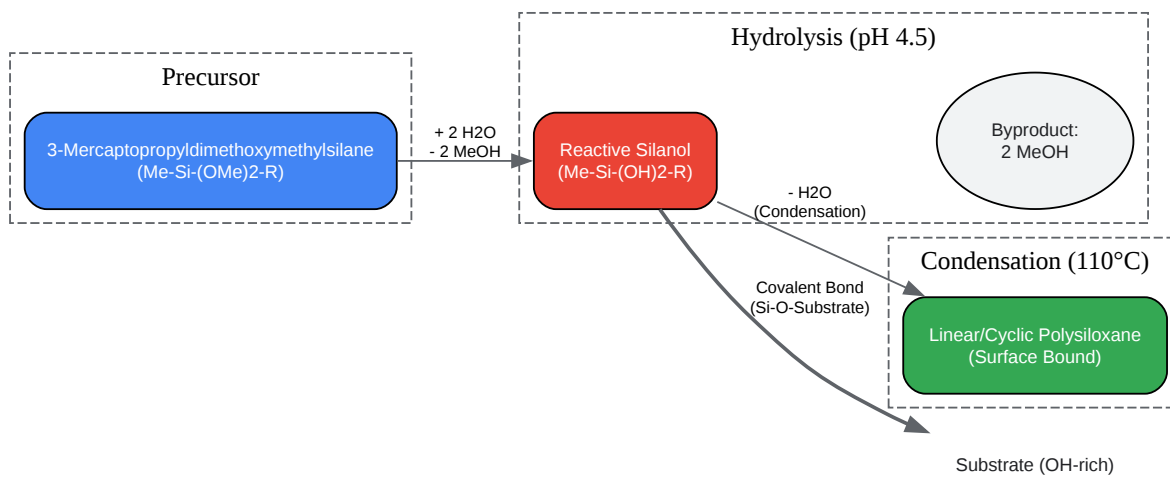 Precursor
3-Mercaptopropyldimethoxymethylsilane
(Me-Si-(OMe)2-R)
+ 2 H2O
- 2 MeOH
Hydrolysis (pH 4.5)
Reactive Silanol
(Me-Si-(OH)2-R)
Byproduct:
2 MeOH
- H2O
(Condensation)
Covalent Bond
(Si-O-Substrate)
Condensation (110°C)
Linear/Cyclic Polysiloxane
(Surface Bound)
Substrate (OH-rich)